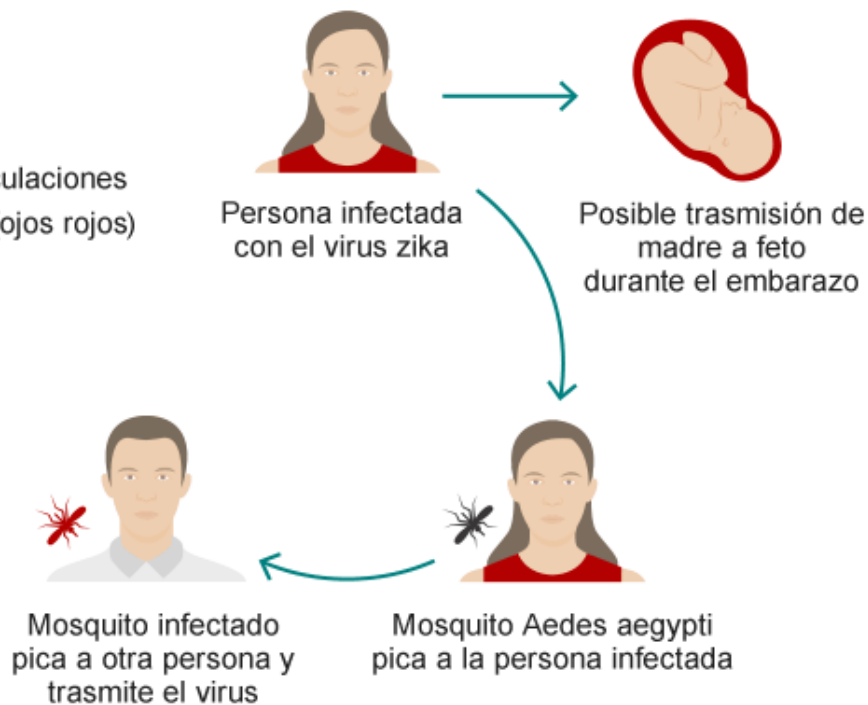 ojos rojos)
Persona infectada
con el virus zika
Posible trasmisión de
madre a feto
durante el embarazo
Mosquito infectado
pica a otra persona y
trasmite el virus
Mosquito Aedes aegypti
pica a la persona infectada